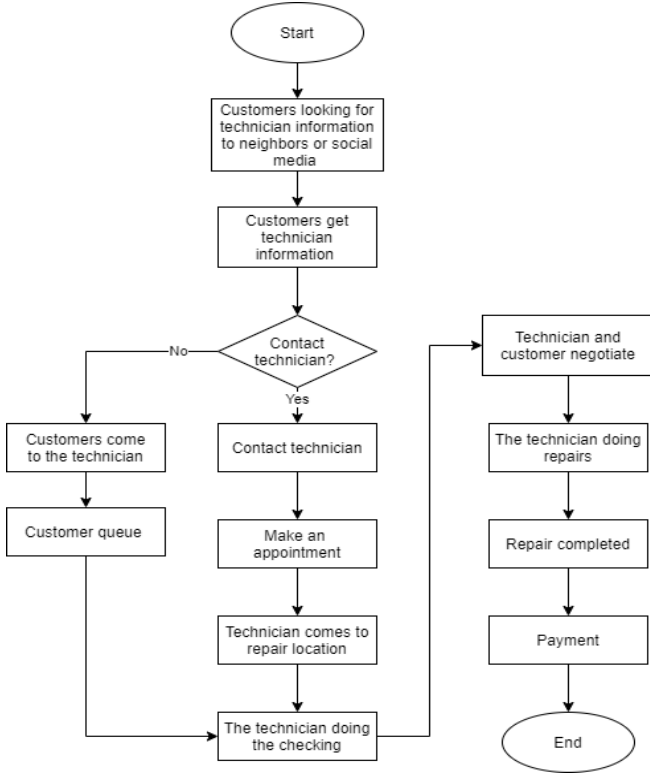 Start
Customers looking for
technician information
to neighbors or social
media
Customers get
technician
information
Contact
technician?
No
Yes
Customers come
to the technician
Customer queue
Contact technician
Make an
appointment
Technician comes to
repair location
The technician doing
the checking
Technician and
customer negotiate
The technician doing
repairs
Repair completed
Payment
End